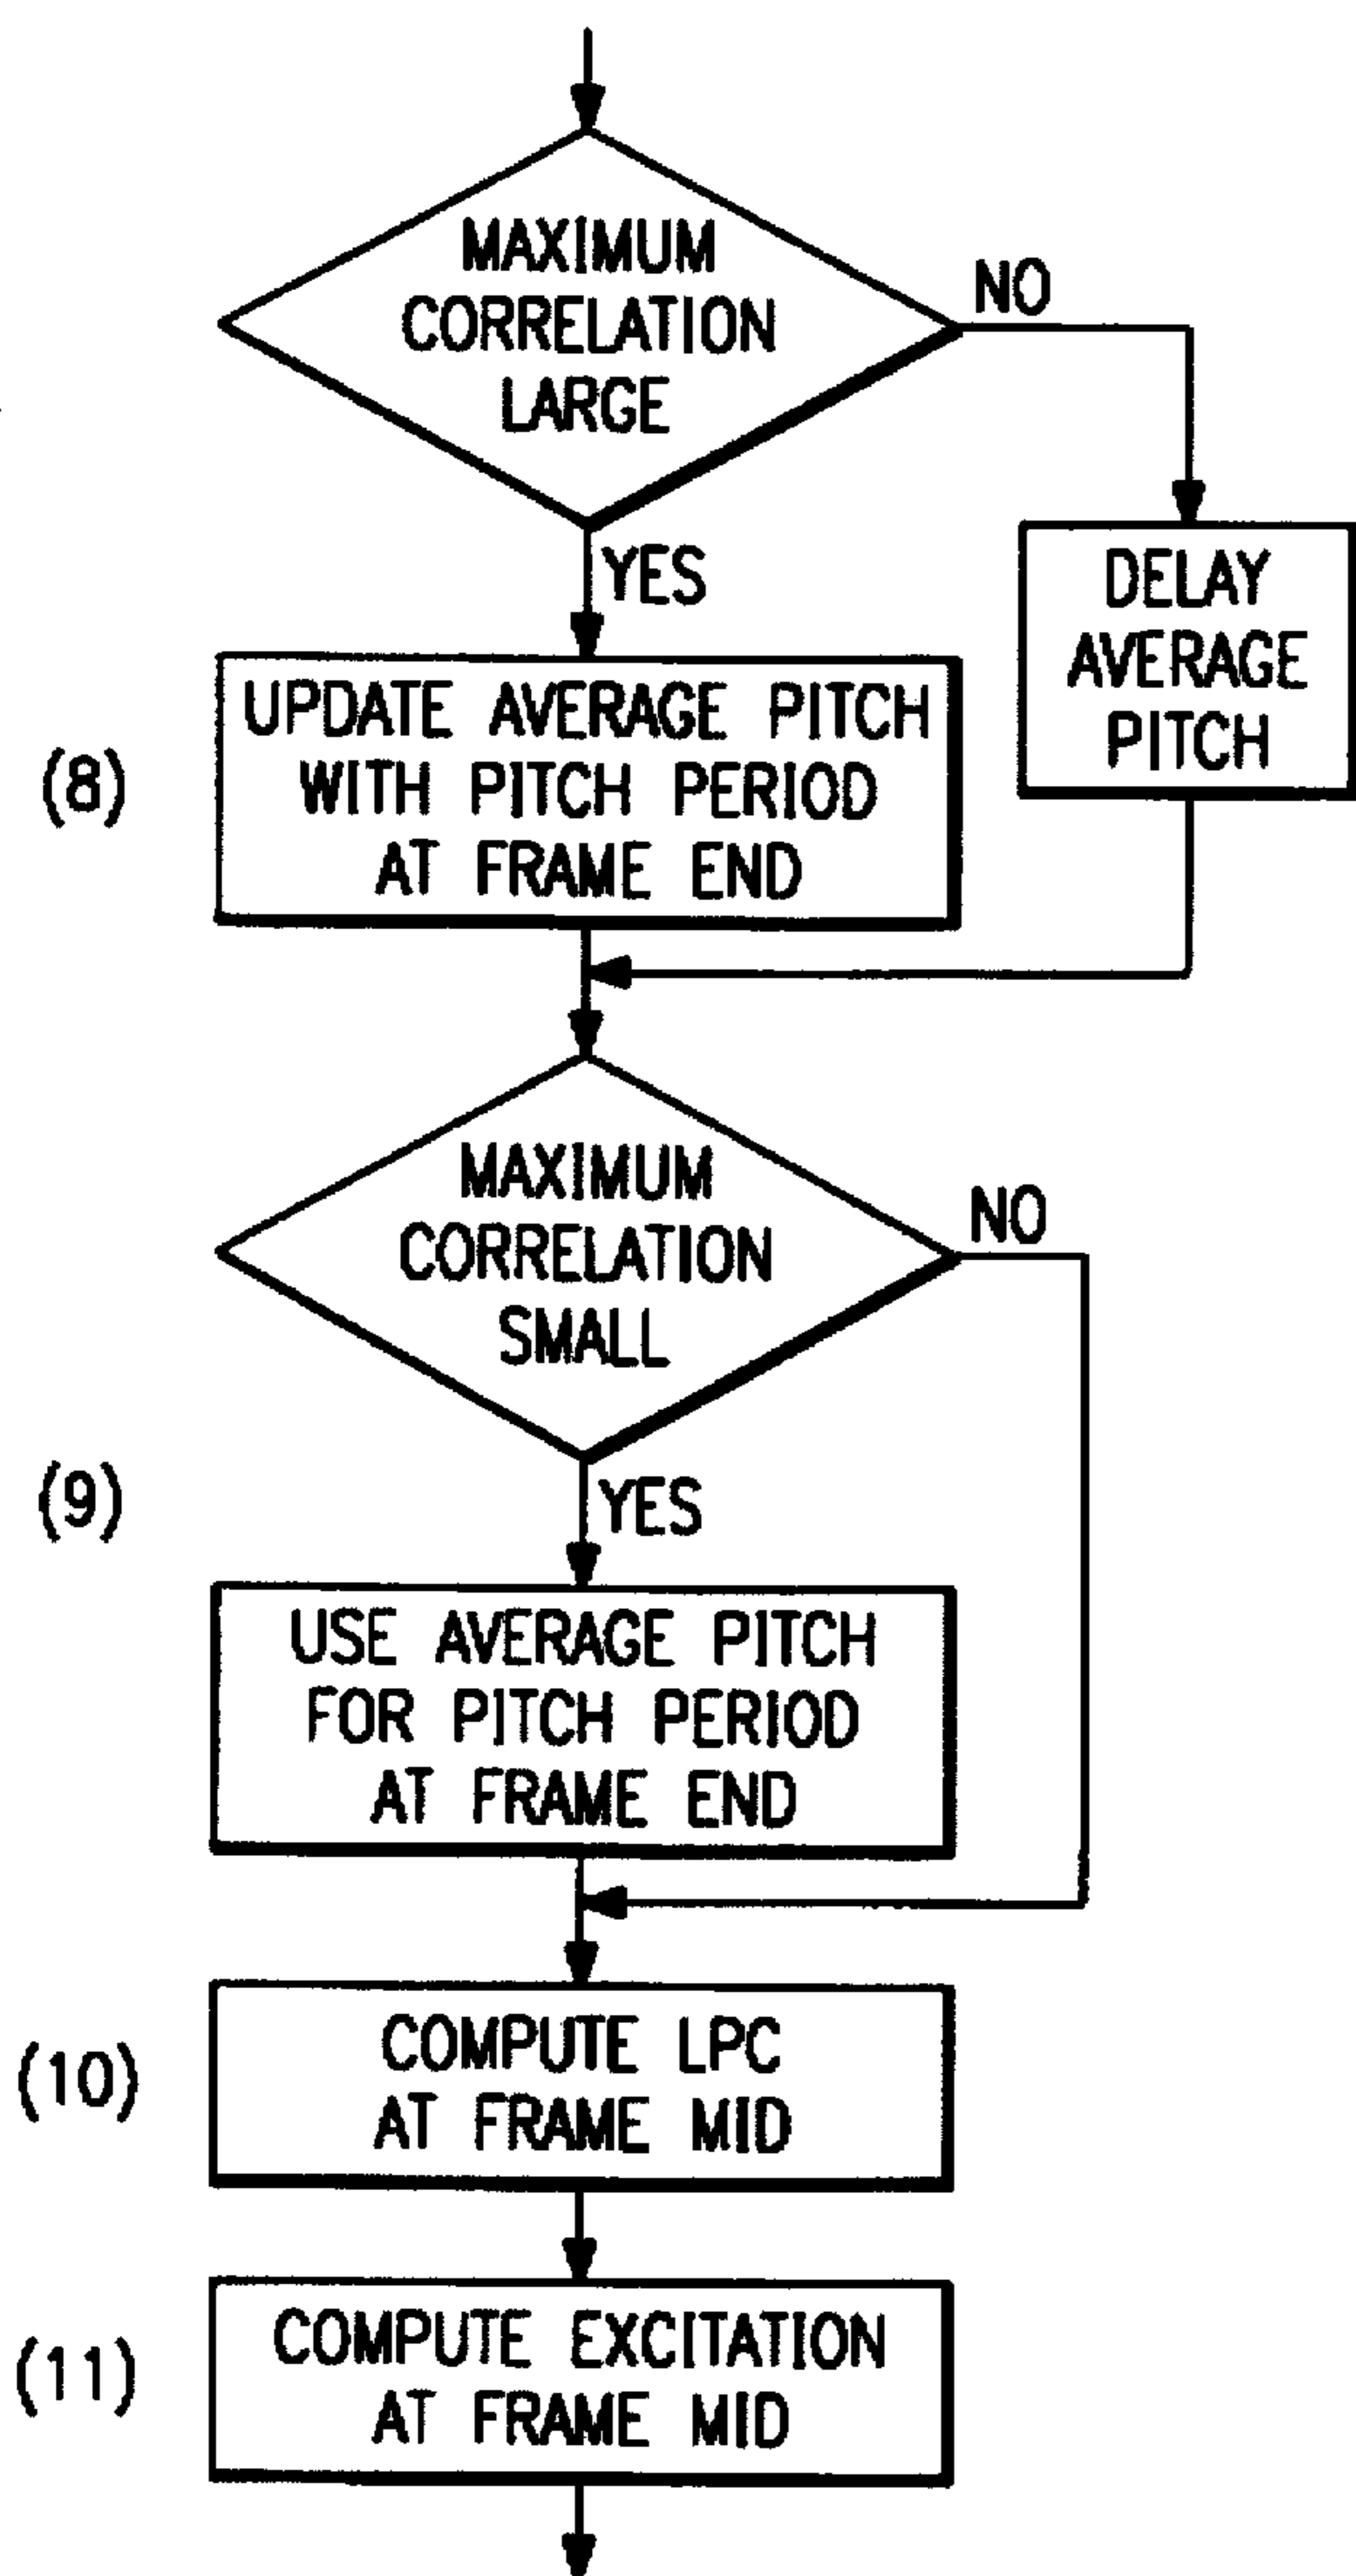 MAXIMUM
CORRELATION
LARGE
NO
YES
DELAY
AVERAGE
PITCH
(8)
UPDATE AVERAGE PITCH
WITH PITCH PERIOD
AT FRAME END
MAXIMUM
CORRELATION
SMALL
NO
(9)
YES
USE AVERAGE PITCH
FOR PITCH PERIOD
AT FRAME END
(10)
COMPUTE LPC
AT FRAME MID
(11)
COMPUTE EXCITATION
AT FRAME MID